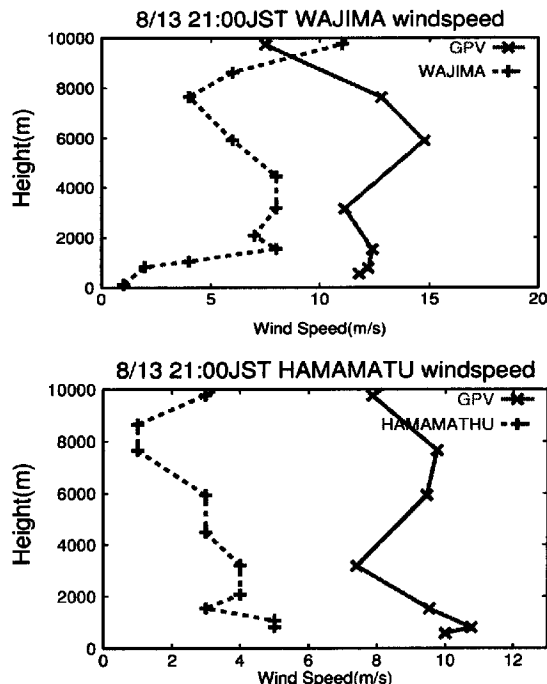 8/13 21:00JST WAJIMA windspeed
10000
8000
6000
4000
2000
0
Height(m)
GPV
WAJIMA
0 5 10 15 20
Wind Speed(m/s)
8/13 21:00JST HAMAMATU windspeed
10000
8000
6000
4000
2000
0
Height(m)
GPV
HAMAMATHU
0 2 4 6 8 10 12
Wind Speed(m/s)